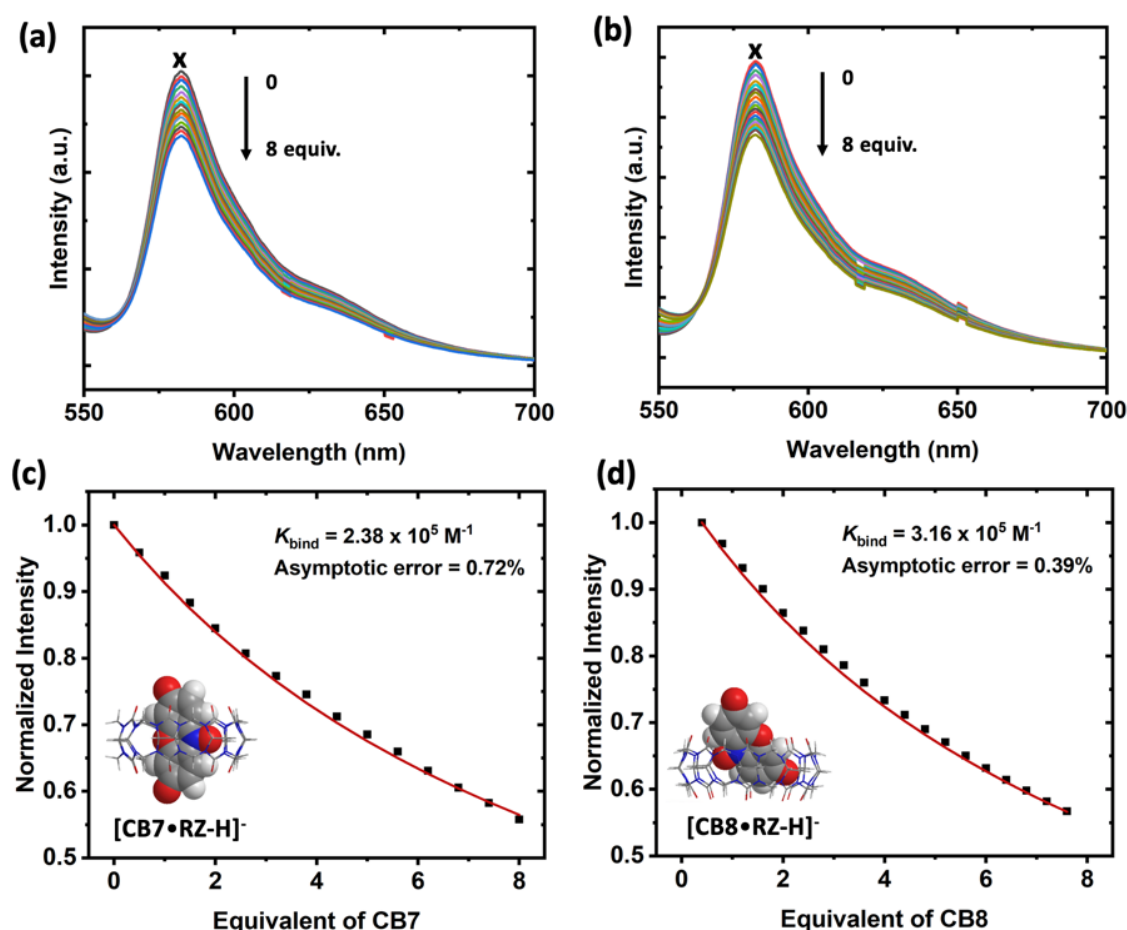 (a)
x
0
8 equiv.
Intensity (a.u.)
550
600
650
700
Wavelength (nm)
(b)
x
0
8 equiv.
Intensity (a.u.)
550
600
650
700
Wavelength (nm)
(c)
1.0
0.9
0.8
0.7
0.6
0.5
Normalized Intensity
Kbind = 2.38 x 10⁵ M⁻¹
Asymptotic error = 0.72%
[CB7•RZ-H]⁻
0
2
4
6
8
Equivalent of CB7
(d)
1.0
0.9
0.8
0.7
0.6
0.5
Normalized Intensity
Kbind = 3.16 x 10⁵ M⁻¹
Asymptotic error = 0.39%
[CB8•RZ-H]⁻
0
2
4
6
8
Equivalent of CB8